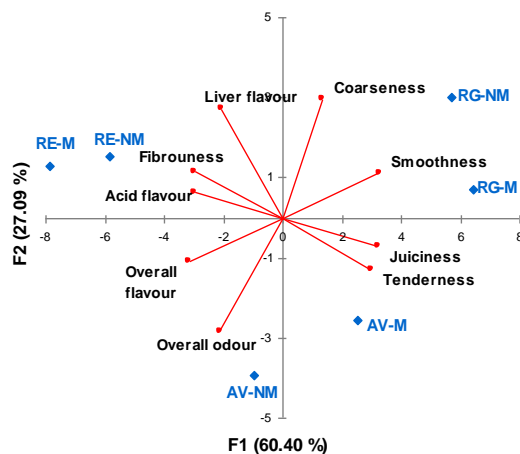 5
Coarseness
RG-NM
Liver flavour
3
RE-M
RE-NM
Fibrouness
1
Smoothness
Acid flavour
RG-M
-8
-6
-4
-2
0
2
4
6
8
Juiciness
-1
Overall
flavour
Tenderness
-3
AV-M
Overall odour
AV-NM
-5
F1 (60.40 %)
F2 (27.09 %)